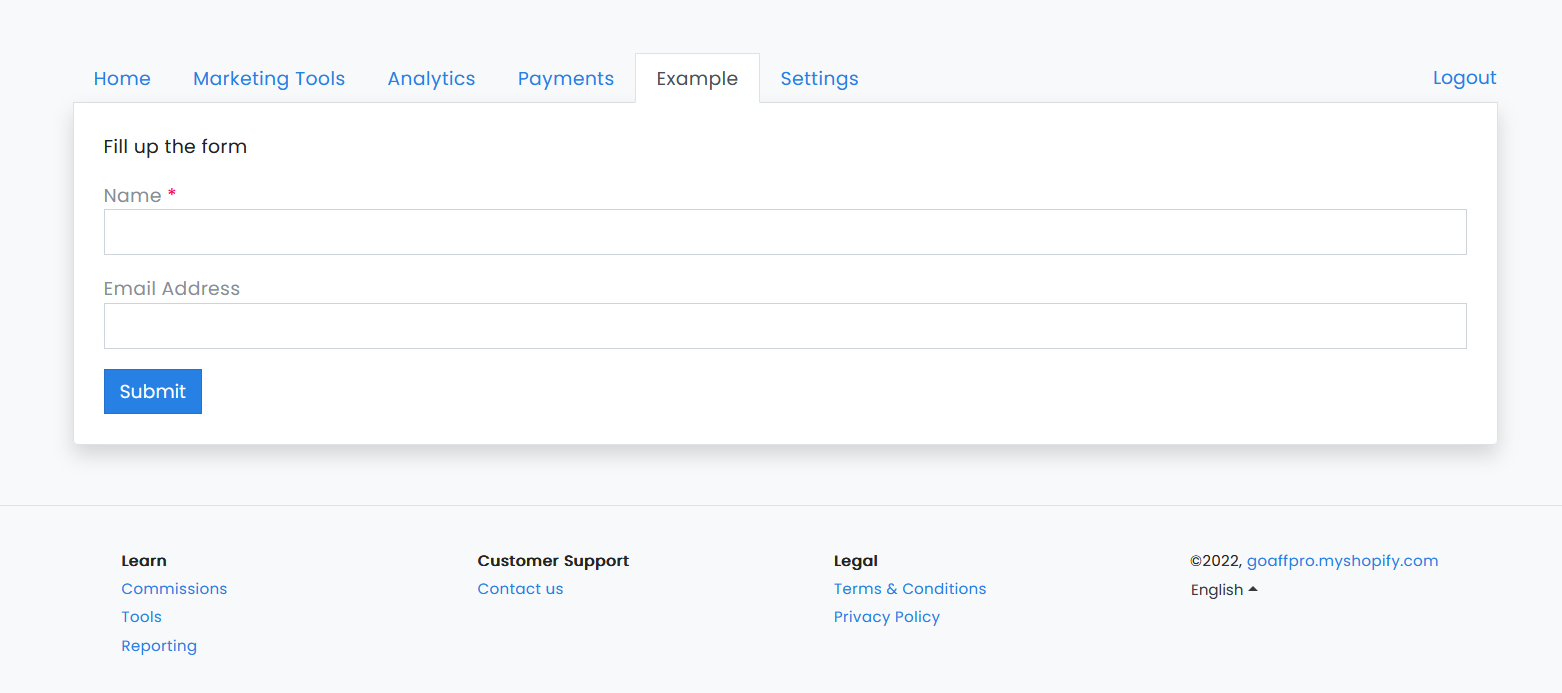 Home Marketing Tools Analytics Payments Example Settings Logout
Fill up the form
Name *
Email Address
Submit
Learn
Commissions
Tools
Reporting
Customer Support
Contact us
Legal
Terms & Conditions
Privacy Policy
©2022, goaffpro.myshopify.com
English